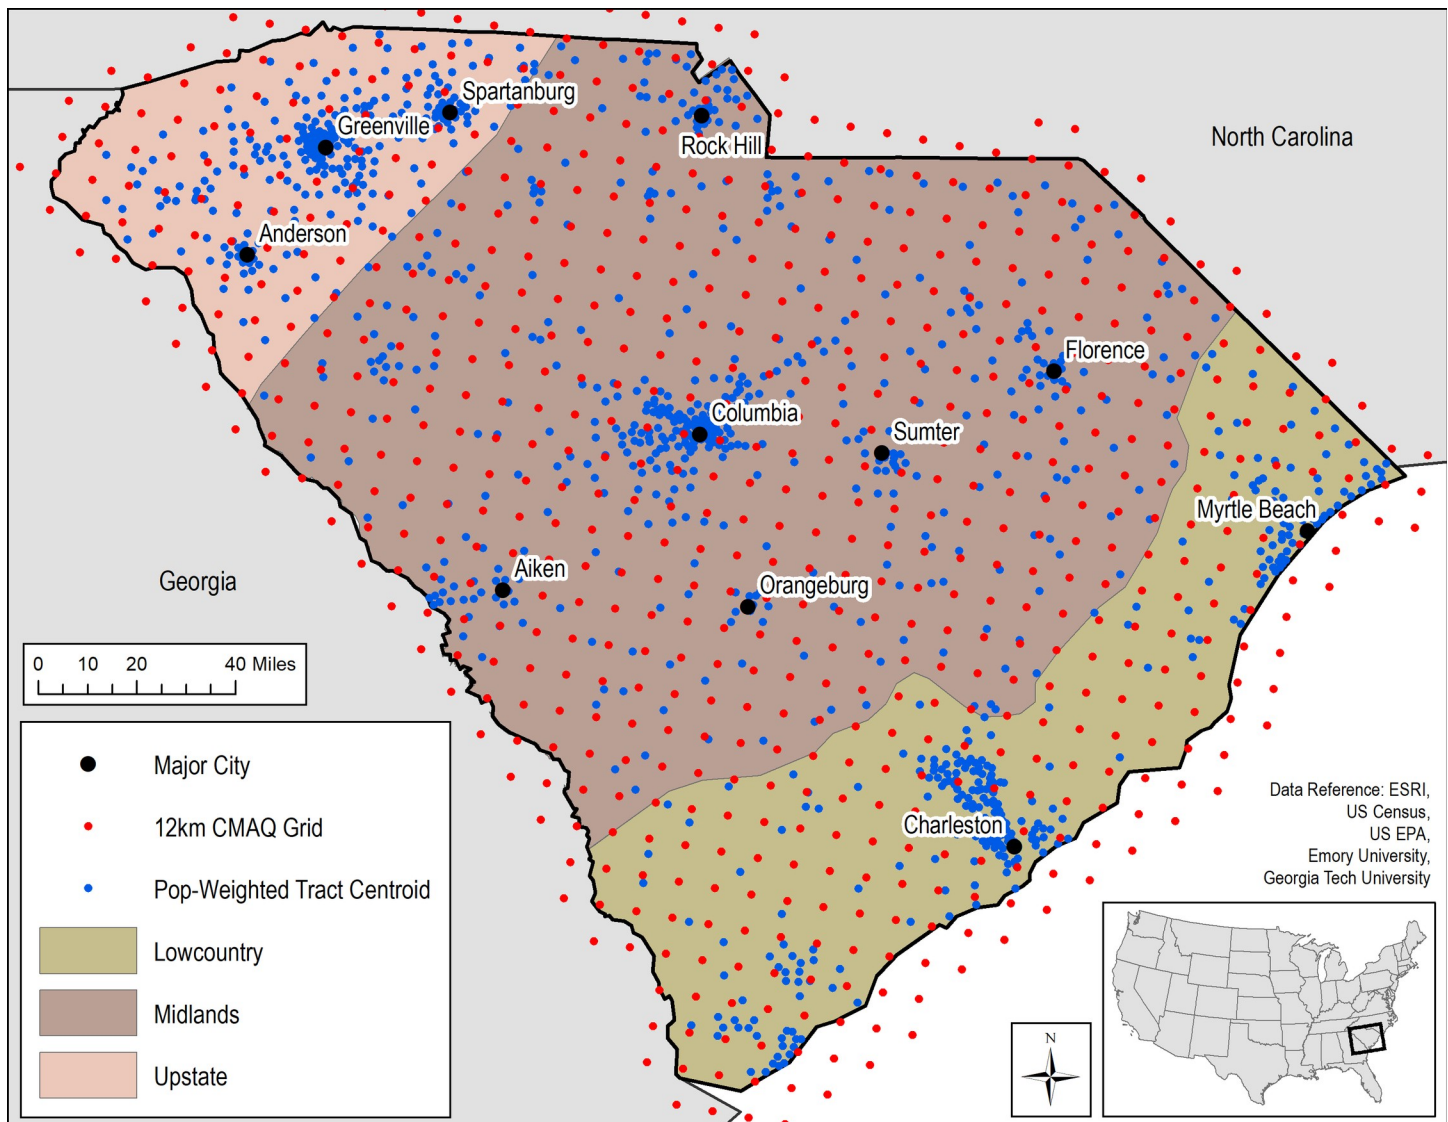 Spartanburg
Greenville
Rock Hill
North Carolina
Anderson
Florence
Columbia
Sumter
Myrtle Beach
Georgia
Aiken
Orangeburg
0 10 20 40 Miles
Major City
12km CMAQ Grid
Pop-Weighted Tract Centroid
Lowcountry
Midlands
Upstate
Charleston
Data Reference: ESRI,
US Census,
US EPA,
Emory University,
Georgia Tech University
N